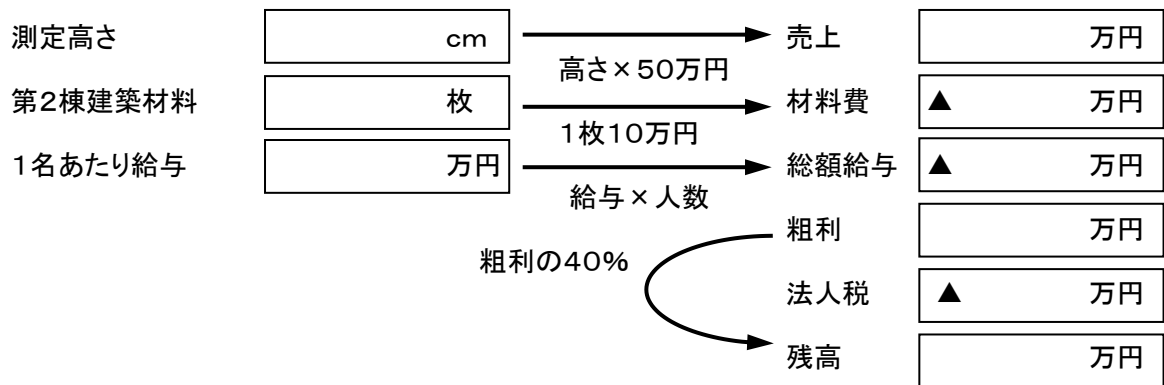 測定高さ cm 売上 万円
高さ×50万円
第2棟建築材料 枚 材料費 ▲ 万円
1枚10万円
1名あたり給与 万円 総額給与 ▲ 万円
給与×人数
粗利 万円
粗利の40%
法人税 ▲ 万円
残高 万円